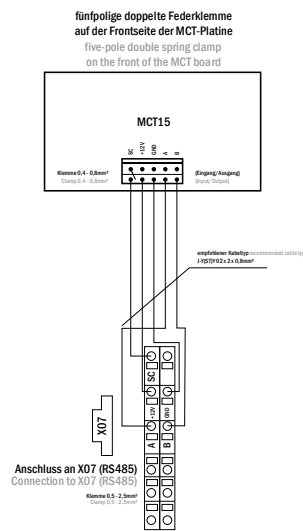 fünfpolige doppelte Federklemme
auf der Frontseite der MCT-Platine
five-pole double spring clamp
on the front of the MCT board
MCT15
SC
+12V
GND
A
B
Klemme 0,4 - 0,8mm²
Clamp 0,4 - 0,8mm²
(Eingang/Ausgang)
(Input/Output)
empfohlener Kabeltyp recommended cable ty
J-Y(ST)Y 02 x 2 x 0,8mm²
SC
+12V
GND
A
B
X07
Anschluss an X07 (RS485)
Connection to X07 (RS485)
Klemme 0,5 - 2,5mm²
Clamp 0,5 - 2,5mm²